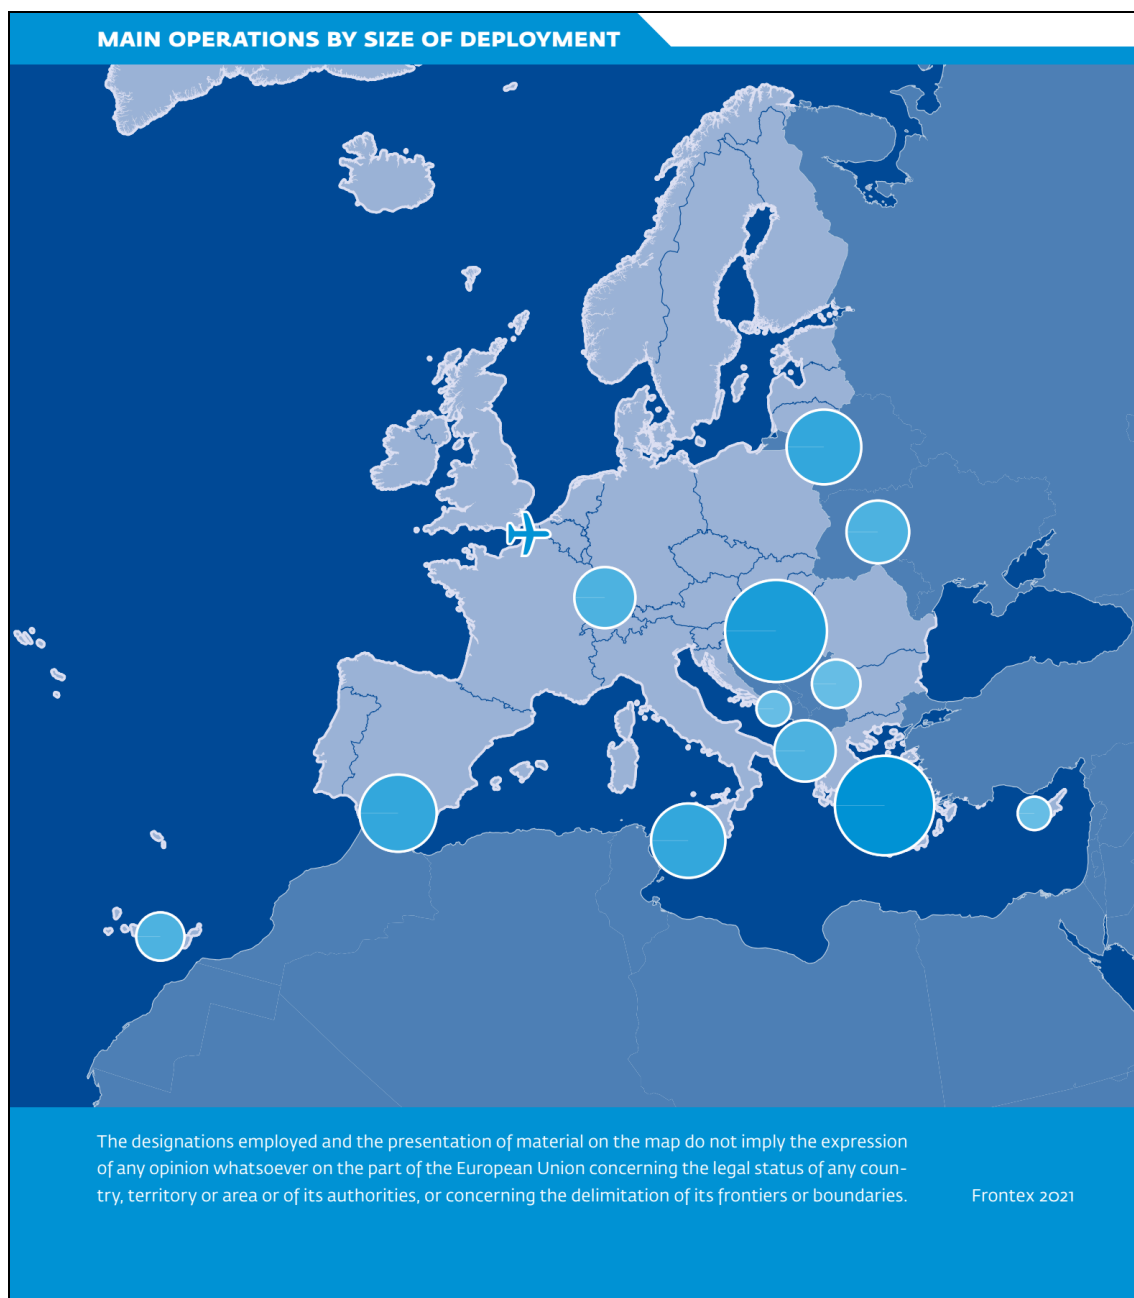 MAIN OPERATIONS BY SIZE OF DEPLOYMENT
The designations employed and the presentation of material on the map do not imply the expression
of any opinion whatsoever on the part of the European Union concerning the legal status of any coun-
try, territory or area or of its authorities, or concerning the delimitation of its frontiers or boundaries.
Frontex 2021